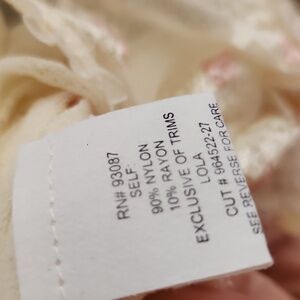 RN# 93087
SELF:
90% NYLON
10% RAYON
EXCLUSIVE OF TRIMS
LOLA
CUT # 964522-27
SEE REVERSE FOR CARE